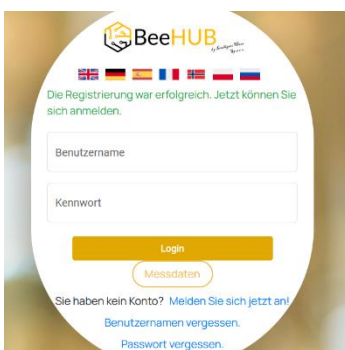 BeeHUB
Die Registrierung war erfolgreich. Jetzt können Sie
sich anmelden.
Benutzername
Kennwort
Login
Messdaten
Sie haben kein Konto? Melden Sie sich jetzt an!
Benutzernamen vergessen.
Passwort vergessen.